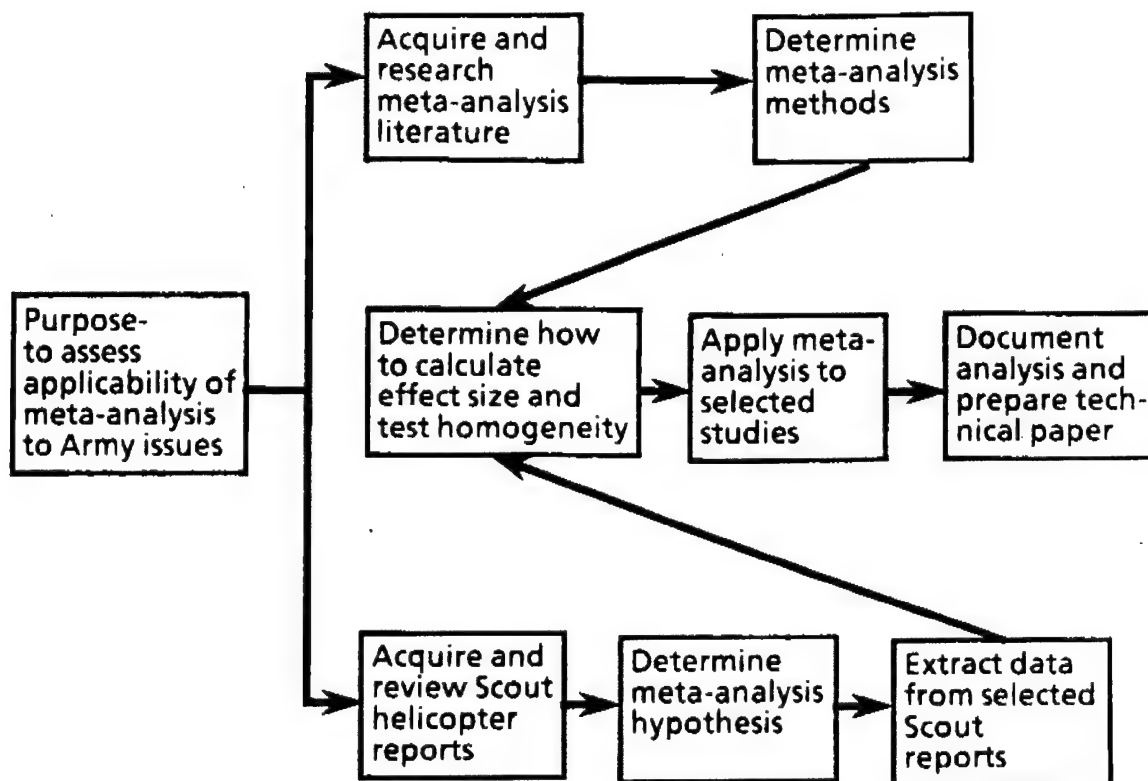 Acquire and
research
meta-analysis
literature
Determine
meta-analysis
methods
Purpose-
to assess
applicability of
meta-analysis
to Army issues
Determine how
to calculate
effect size and
test homogeneity
Apply meta-
analysis to
selected
studies
Document
analysis and
prepare tech-
nical paper
Acquire and
review Scout
helicopter
reports
Determine
meta-analysis
hypothesis
Extract data
from selected
Scout
reports